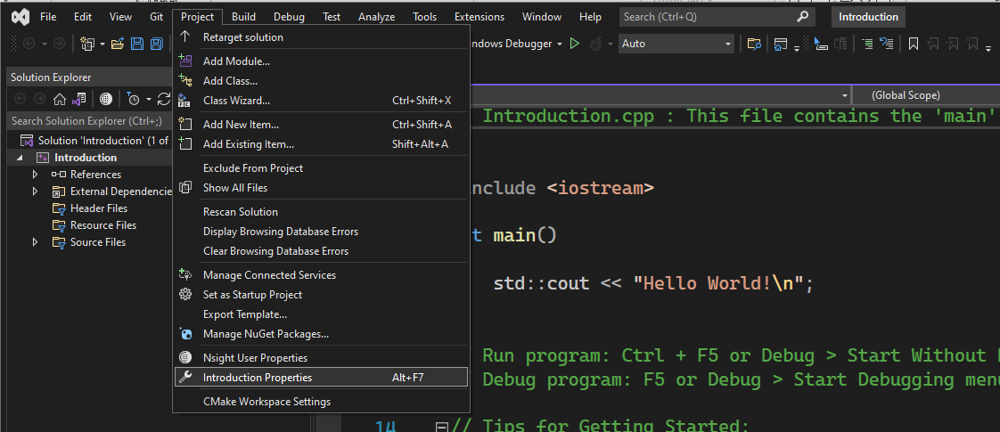 File Edit View Git Project Build Debug Test Analyze Tools Extensions Window Help Search (Ctrl+Q) Introduction
ndows Debugger Auto
Solution Explorer
Search Solution Explorer (Ctrl+;)
Solution 'Introduction' (1 of
Introduction
References
External Dependencie
Header Files
Resource Files
Source Files
Retarget solution
Add Module...
Add Class...
Class Wizard... Ctrl+Shift+X
Add New Item... Ctrl+Shift+A
Add Existing Item... Shift+Alt+A
Exclude From Project
Show All Files
Rescan Solution
Display Browsing Database Errors
Clear Browsing Database Errors
Manage Connected Services
Set as Startup Project
Export Template...
Manage NuGet Packages...
Nsight User Properties
Introduction Properties Alt+F7
CMake Workspace Settings
(Global Scope)
Introduction.cpp : This file contains the 'main'
nclude <iostream>
t main()
std::cout << "Hello World!\n";
Run program: Ctrl + F5 or Debug > Start Without
Debug program: F5 or Debug > Start Debugging menu
14 // Tips for Getting Started: